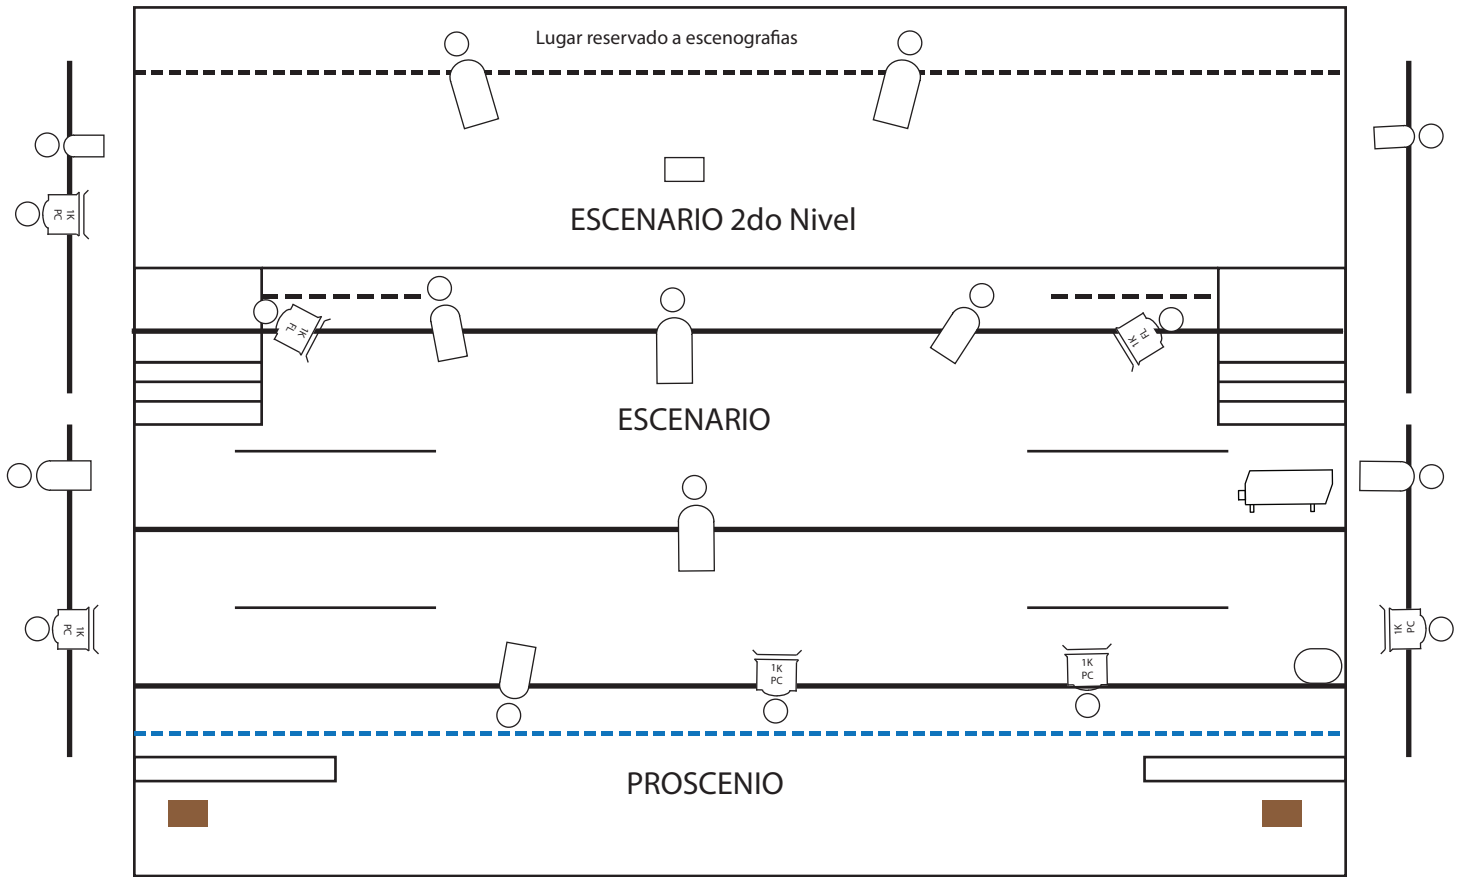 Lugar reservado a escenografias
1K
PC
ESCENARIO 2do Nivel
1K
FL
1K
FL
ESCENARIO
1K
PC
1K
PC
1K
PC
1K
PC
1K
PC
PROSCENIO